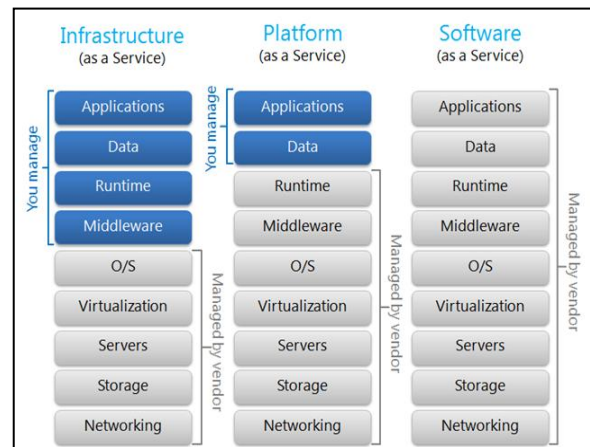 Infrastructure
(as a Service)
Platform
(as a Service)
Software
(as a Service)
You manage
Applications
Data
Runtime
Middleware
O/S
Virtualization
Servers
Storage
Networking
Managed by vendor
You manage
Applications
Data
Runtime
Middleware
O/S
Virtualization
Servers
Storage
Networking
Managed by vendor
Applications
Data
Runtime
Middleware
O/S
Virtualization
Servers
Storage
Networking
Managed by vendor